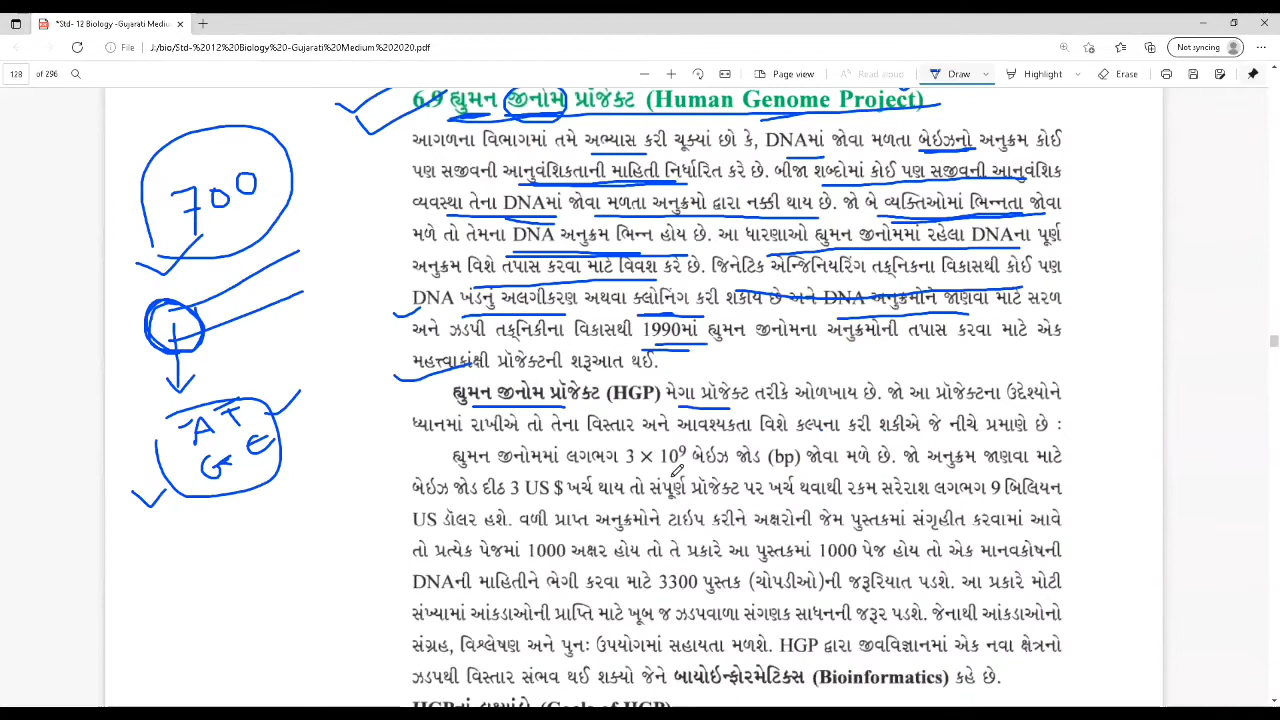 *Std- 12 Biology -Gujarati Medium
File J:/bio/Std-%2012%20Biology%20-Gujarati%20Medium%202020.pdf Not syncing
128 of 296 Page view Read aloud Draw Highlight Erase
6.9 હ્યુમન જીનોમ પ્રૉજેક્ટ (Human Genome Project)
આગળના વિભાગમાં તમે અભ્યાસ કરી ચૂક્યાં છો કે, DNAમાં જોવા મળતા બેઇઝનો અનુક્રમ કોઈ
પણ સજીવની આનુવંશિકતાની માહિતી નિર્ધારિત કરે છે. બીજા શબ્દોમાં કોઈ પણ સજીવની આનુવંશિક
વ્યવસ્થા તેના DNAમાં જોવા મળતા અનુક્રમો દ્વારા નક્કી થાય છે. જો બે વ્યક્તિઓમાં ભિન્નતા જોવા
મળે તો તેમના DNA અનુક્રમ ભિન્ન હોય છે. આ ધારણાઓ હ્યુમન જીનોમમાં રહેલા DNAના પૂર્ણ
અનુક્રમ વિશે તપાસ કરવા માટે વિવશ કરે છે. જિનેટિક એન્જિનિયરિંગ તક્નિકના વિકાસથી કોઈ પણ
DNA ખંડનું અલગીકરણ અથવા ક્લોનિંગ કરી શકાય છે અને DNA અનુક્રમોને જાણવા માટે સરળ
અને ઝડપી તક્નિકીના વિકાસથી 1990માં હ્યુમન જીનોમના અનુક્રમોની તપાસ કરવા માટે એક
મહત્ત્વાકાંક્ષી પ્રૉજેક્ટની શરૂઆત થઈ.
હ્યુમન જીનોમ પ્રૉજેક્ટ (HGP) મેગા પ્રૉજેક્ટ તરીકે ઓળખાય છે. જો આ પ્રૉજેક્ટના ઉદ્દેશ્યોને
ધ્યાનમાં રાખીએ તો તેના વિસ્તાર અને આવશ્યકતા વિશે કલ્પના કરી શકીએ જે નીચે પ્રમાણે છે :
હ્યુમન જીનોમમાં લગભગ 3 × 10⁹ બેઇઝ જોડ (bp) જોવા મળે છે. જો અનુક્રમ જાણવા માટે
બેઇઝ જોડ દીઠ 3 US $ ખર્ચ થાય તો સંપૂર્ણ પ્રૉજેક્ટ પર ખર્ચ થવાથી રકમ સરેરાશ લગભગ 9 બિલિયન
US ડૉલર હશે. વળી પ્રાપ્ત અનુક્રમોને ટાઇપ કરીને અક્ષરોની જેમ પુસ્તકમાં સંગૃહીત કરવામાં આવે
તો પ્રત્યેક પેજમાં 1000 અક્ષર હોય તો તે પ્રકારે આ પુસ્તકમાં 1000 પેજ હોય તો એક માનવકોષની
DNAની માહિતીને ભેગી કરવા માટે 3300 પુસ્તક (ચોપડીઓ)ની જરૂરિયાત પડશે. આ પ્રકારે મોટી
સંખ્યામાં આંકડાઓની પ્રાપ્તિ માટે ખૂબ જ ઝડપવાળા સંગણક સાધનની જરૂર પડશે. જેનાથી આંકડાઓનો
સંગ્રહ, વિશ્લેષણ અને પુનઃ ઉપયોગમાં સહાયતા મળશે. HGP દ્વારા જીવવિજ્ઞાનમાં એક નવા ક્ષેત્રનો
ઝડપથી વિસ્તાર સંભવ થઈ શક્યો જેને બાયોઇન્ફોરમેટિક્સ (Bioinformatics) કહે છે.
HGPનાં લક્ષ્યાંકો (Goals of HGP)
700
A T
G C